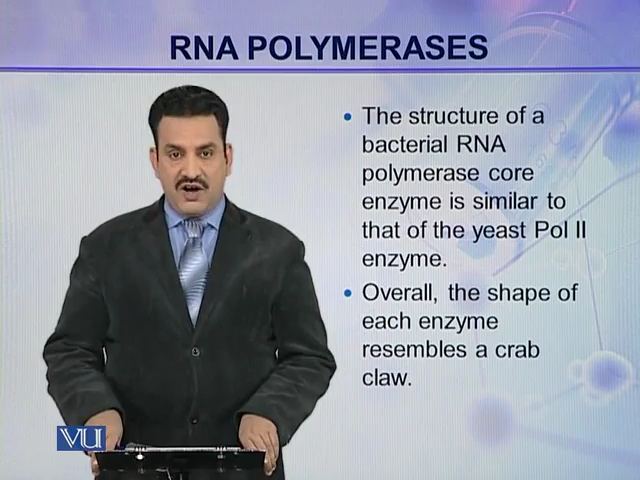 RNA POLYMERASES
• The structure of a
bacterial RNA
polymerase core
enzyme is similar to
that of the yeast Pol II
enzyme.
• Overall, the shape of
each enzyme
resembles a crab
claw.
VU